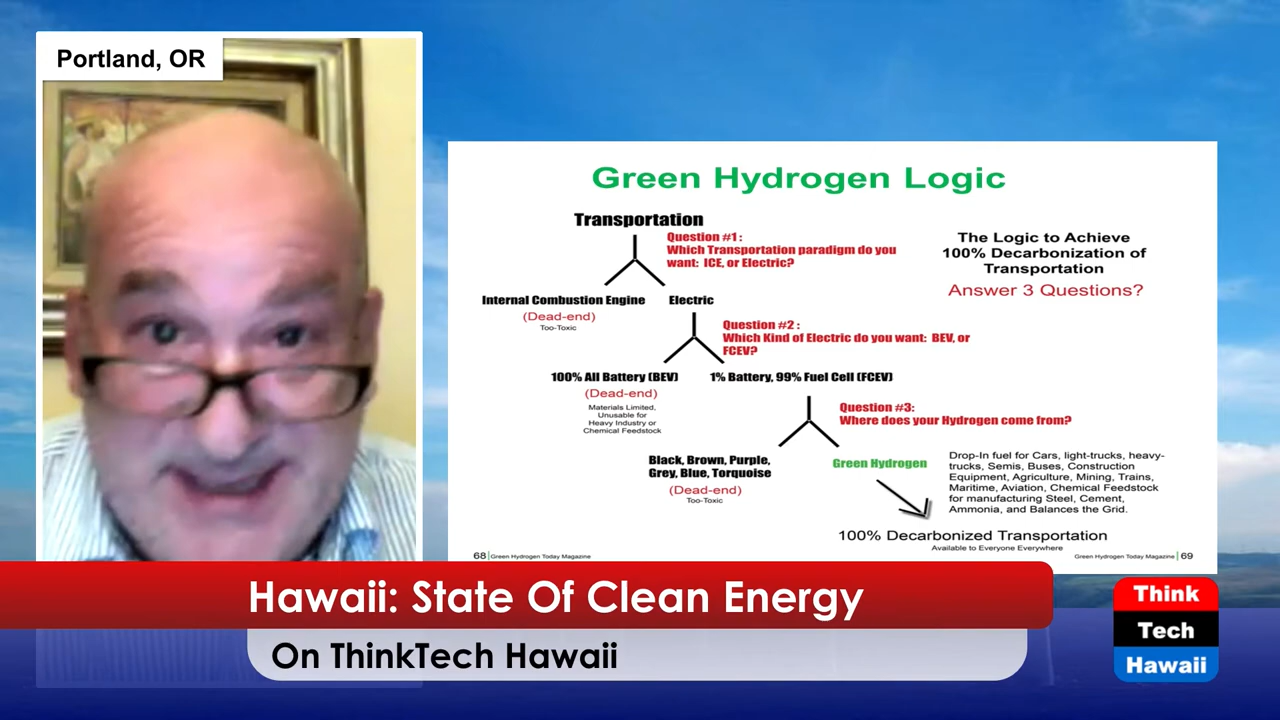 Portland, OR
Green Hydrogen Logic
Transportation
Question #1:
Which Transportation paradigm do you
want: ICE, or Electric?
The Logic to Achieve
100% Decarbonization of
Transportation
Answer 3 Questions?
Internal Combustion Engine
(Dead-end)
Too-Toxic
Electric
Question #2 :
Which Kind of Electric do you want: BEV, or
FCEV?
100% All Battery (BEV)
(Dead-end)
Materials Limited,
Unusable for
Heavy Industry or
Chemical Feedstock
1% Battery, 99% Fuel Cell (FCEV)
Question #3:
Where does your Hydrogen come from?
Black, Brown, Purple,
Grey, Blue, Torquoise
(Dead-end)
Too-Toxic
Green Hydrogen
Drop-In fuel for Cars, light-trucks, heavy-
trucks, Semis, Buses, Construction
Equipment, Agriculture, Mining, Trains,
Maritime, Aviation, Chemical Feedstock
for manufacturing Steel, Cement,
Ammonia, and Balances the Grid.
100% Decarbonized Transportation
Available to Everyone Everywhere
68 | Green Hydrogen Today Magazine
Green Hydrogen Today Magazine | 69
Hawaii: State Of Clean Energy
On ThinkTech Hawaii
Think
Tech
Hawaii